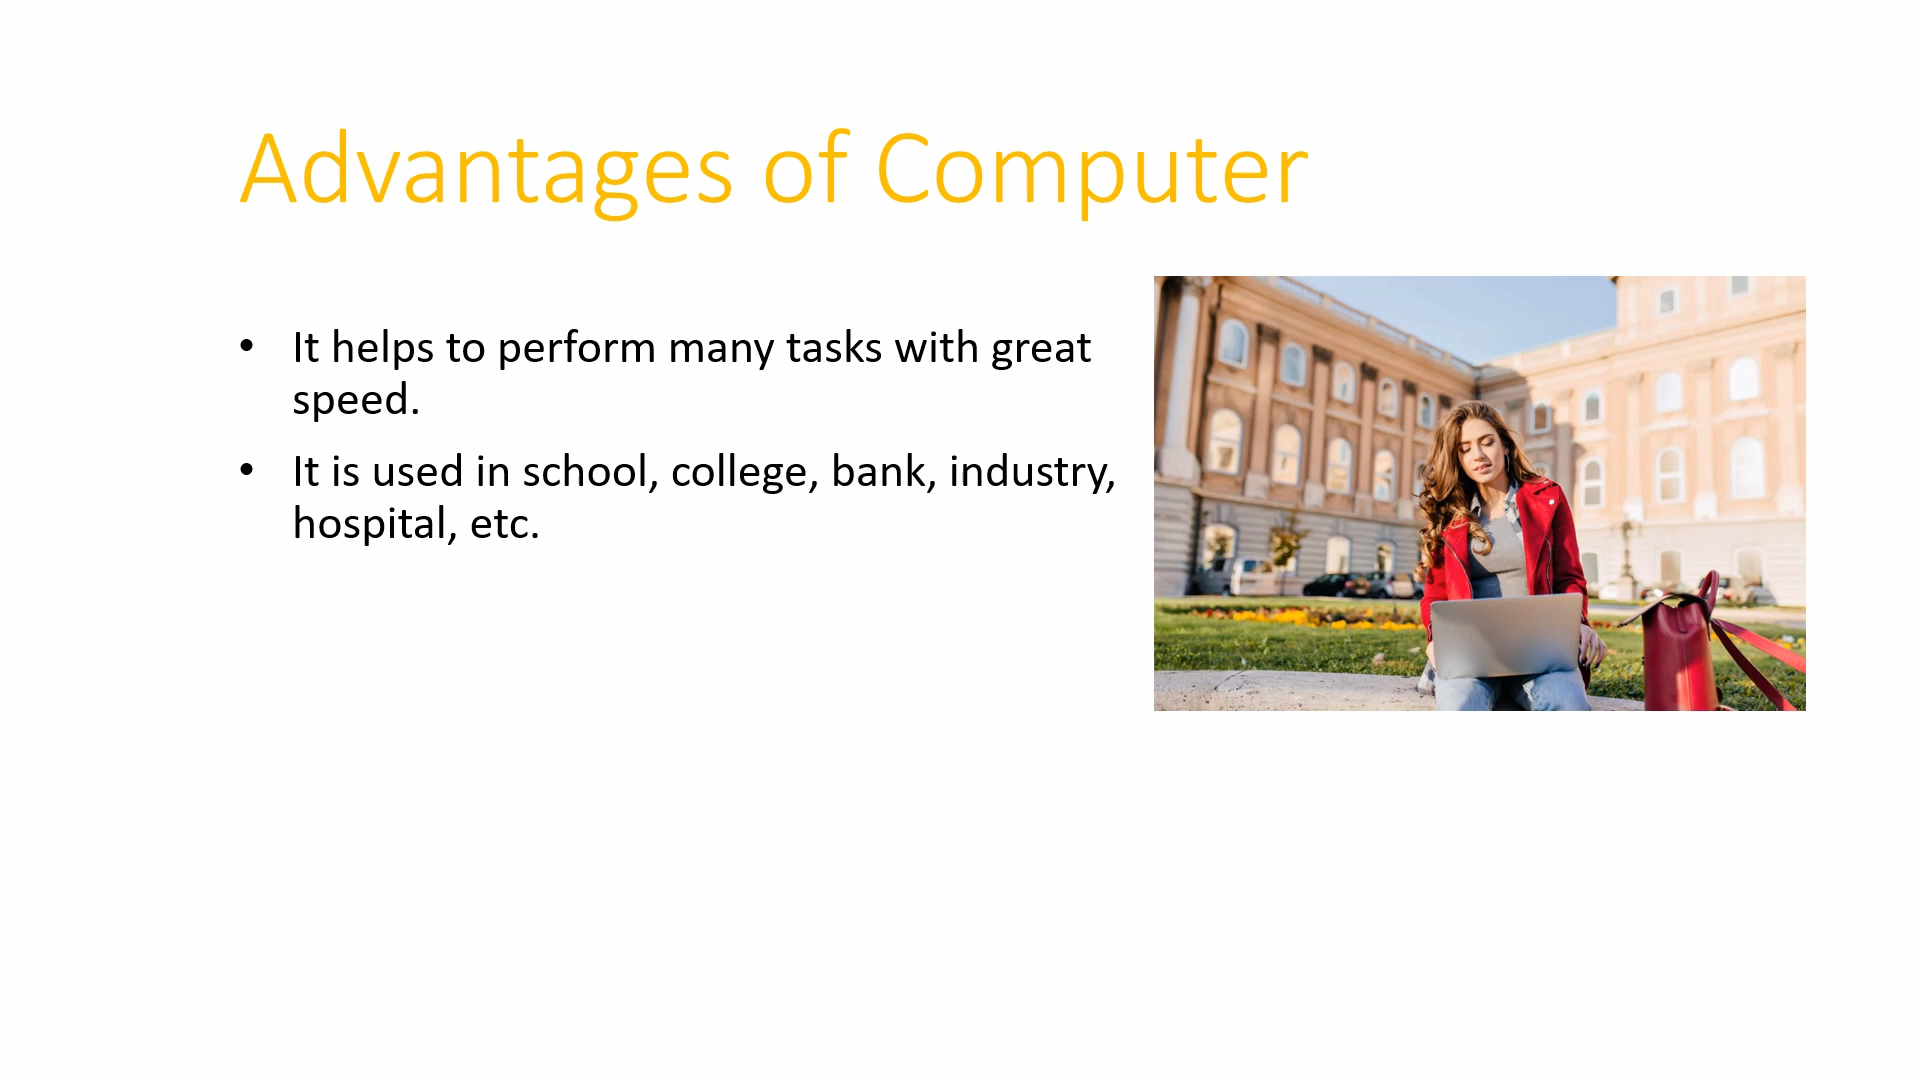 Advantages of Computer
• It helps to perform many tasks with great
speed.
• It is used in school, college, bank, industry,
hospital, etc.